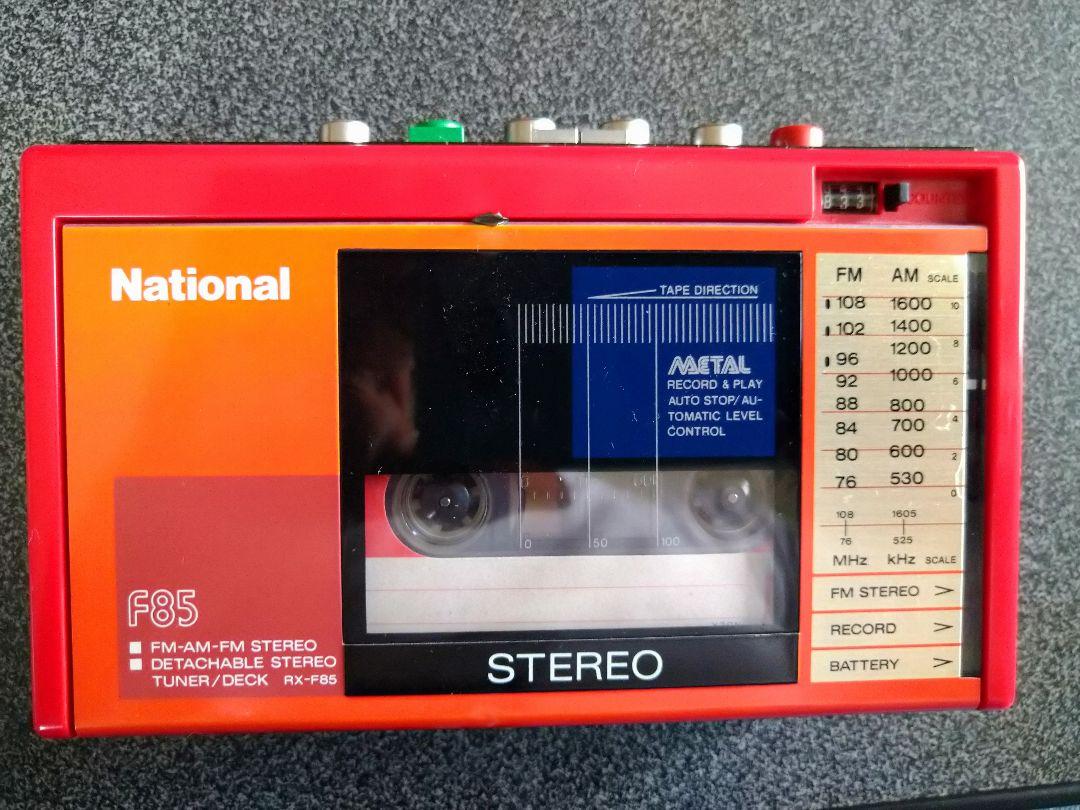 National
F85
■ FM-AM-FM STEREO
■ DETACHABLE STEREO
TUNER/DECK RX-F85
TAPE DIRECTION
METAL
RECORD & PLAY
AUTO STOP/AU-
TOMATIC LEVEL
CONTROL
0 50 100
STEREO
FM AM SCALE
108 1600 10
102 1400
1200 8
96
92 1000 6
88 800
84 700 4
80 600 2
76 530
0
108 1605
76 525
MHz kHz SCALE
FM STEREO >
RECORD >
BATTERY >